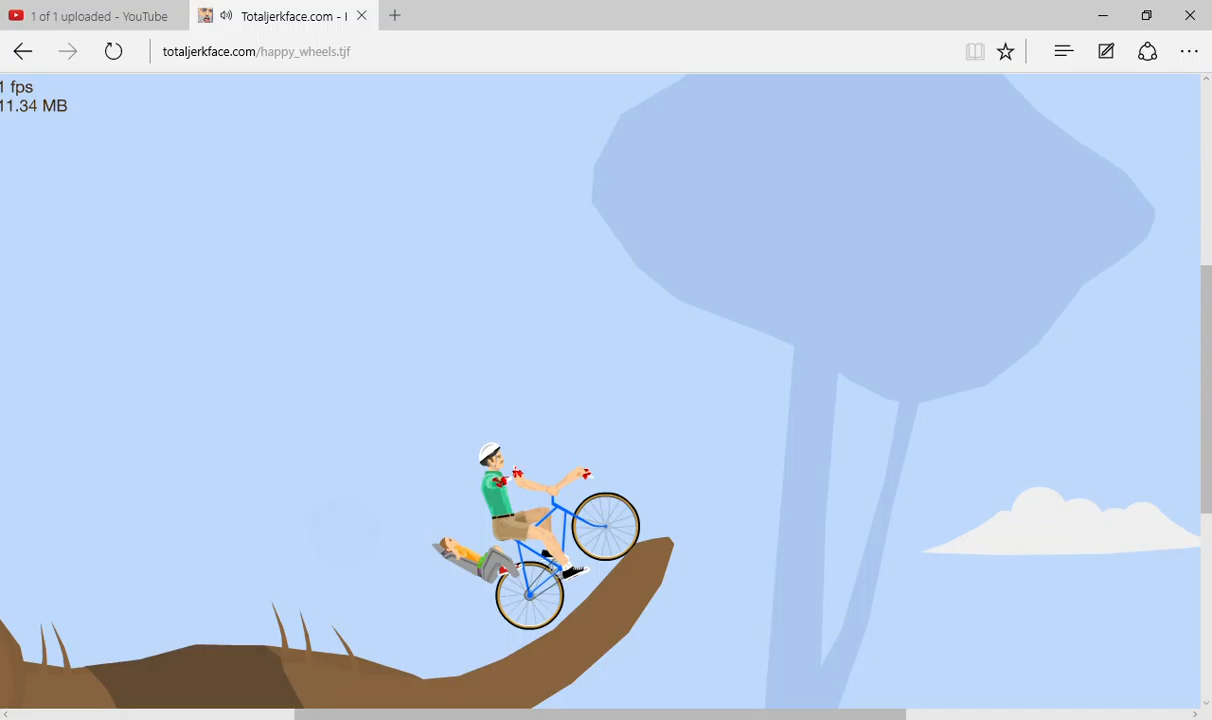 1 of 1 uploaded - YouTube
Totaljerkface.com - I
totaljerkface.com/happy_wheels.tjf
1 fps
11.34 MB